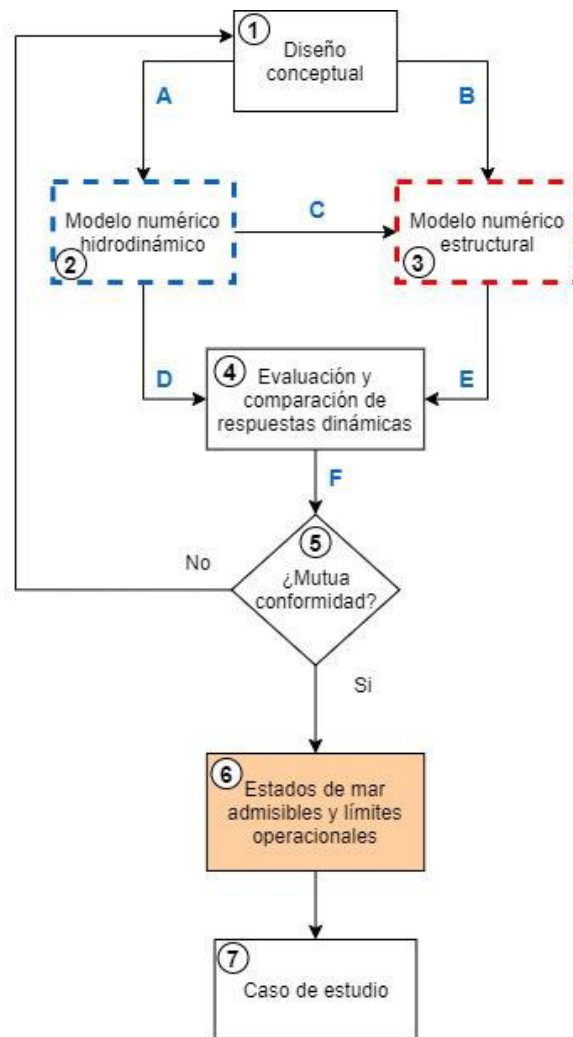 1
Diseño
conceptual
A
B
Modelo numérico
hidrodinámico
2
C
Modelo numérico
estructural
3
D
E
4
Evaluación y
comparación de
respuestas dinámicas
F
5
¿Mutua
conformidad?
No
Si
6
Estados de mar
admisibles y límites
operacionales
7
Caso de estudio